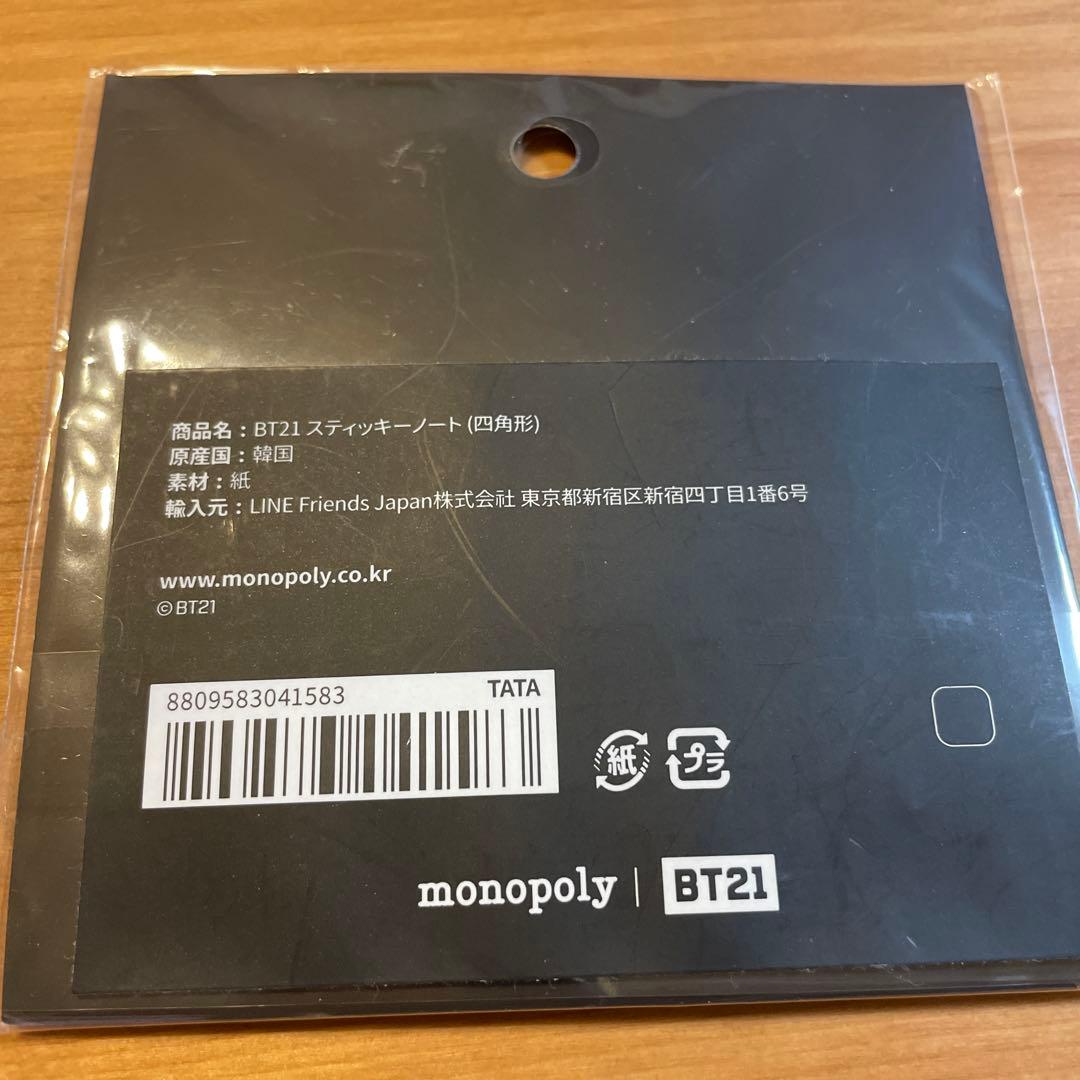 商品名：BT21 スティッキーノート (四角形)
原産国：韓国
素材：紙
輸入元：LINE Friends Japan株式会社 東京都新宿区新宿四丁目1番6号
www.monopoly.co.kr
©BT21
8809583041583 TATA
紙 プラ
monopoly | BT21